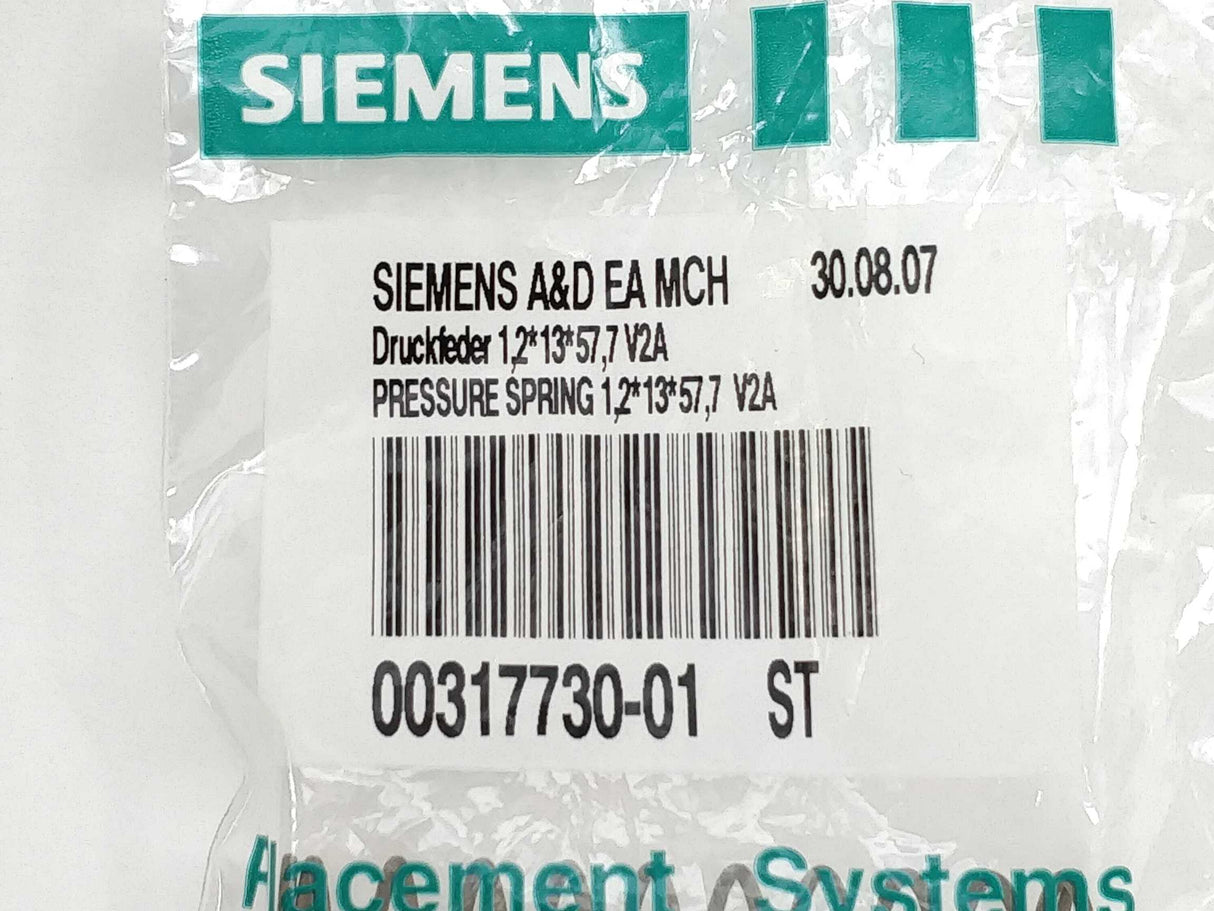 SIEMENS
SIEMENS A&D EA MCH 30.08.07
Druckfeder 1,2*13*57,7 V2A
PRESSURE SPRING 1,2*13*57,7 V2A
00317730-01 ST
Placement Systems